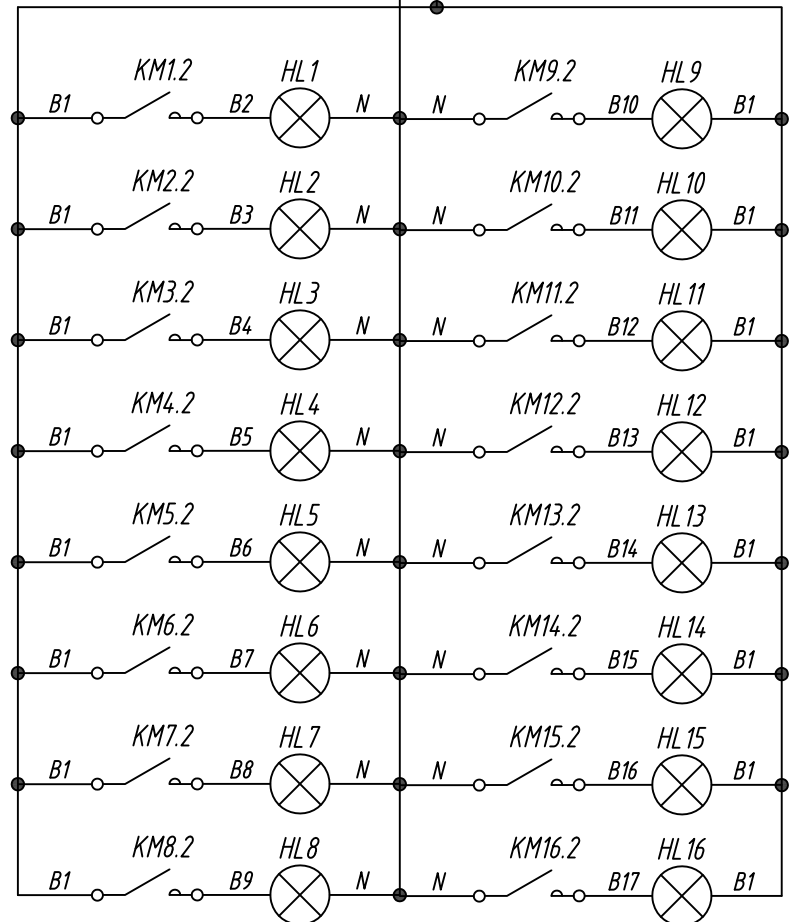 KM1.2 HL1 KM9.2 HL9
B1 B2 N N B10 B1
KM2.2 HL2 KM10.2 HL10
B1 B3 N N B11 B1
KM3.2 HL3 KM11.2 HL11
B1 B4 N N B12 B1
KM4.2 HL4 KM12.2 HL12
B1 B5 N N B13 B1
KM5.2 HL5 KM13.2 HL13
B1 B6 N N B14 B1
KM6.2 HL6 KM14.2 HL14
B1 B7 N N B15 B1
KM7.2 HL7 KM15.2 HL15
B1 B8 N N B16 B1
KM8.2 HL8 KM16.2 HL16
B1 B9 N N B17 B1